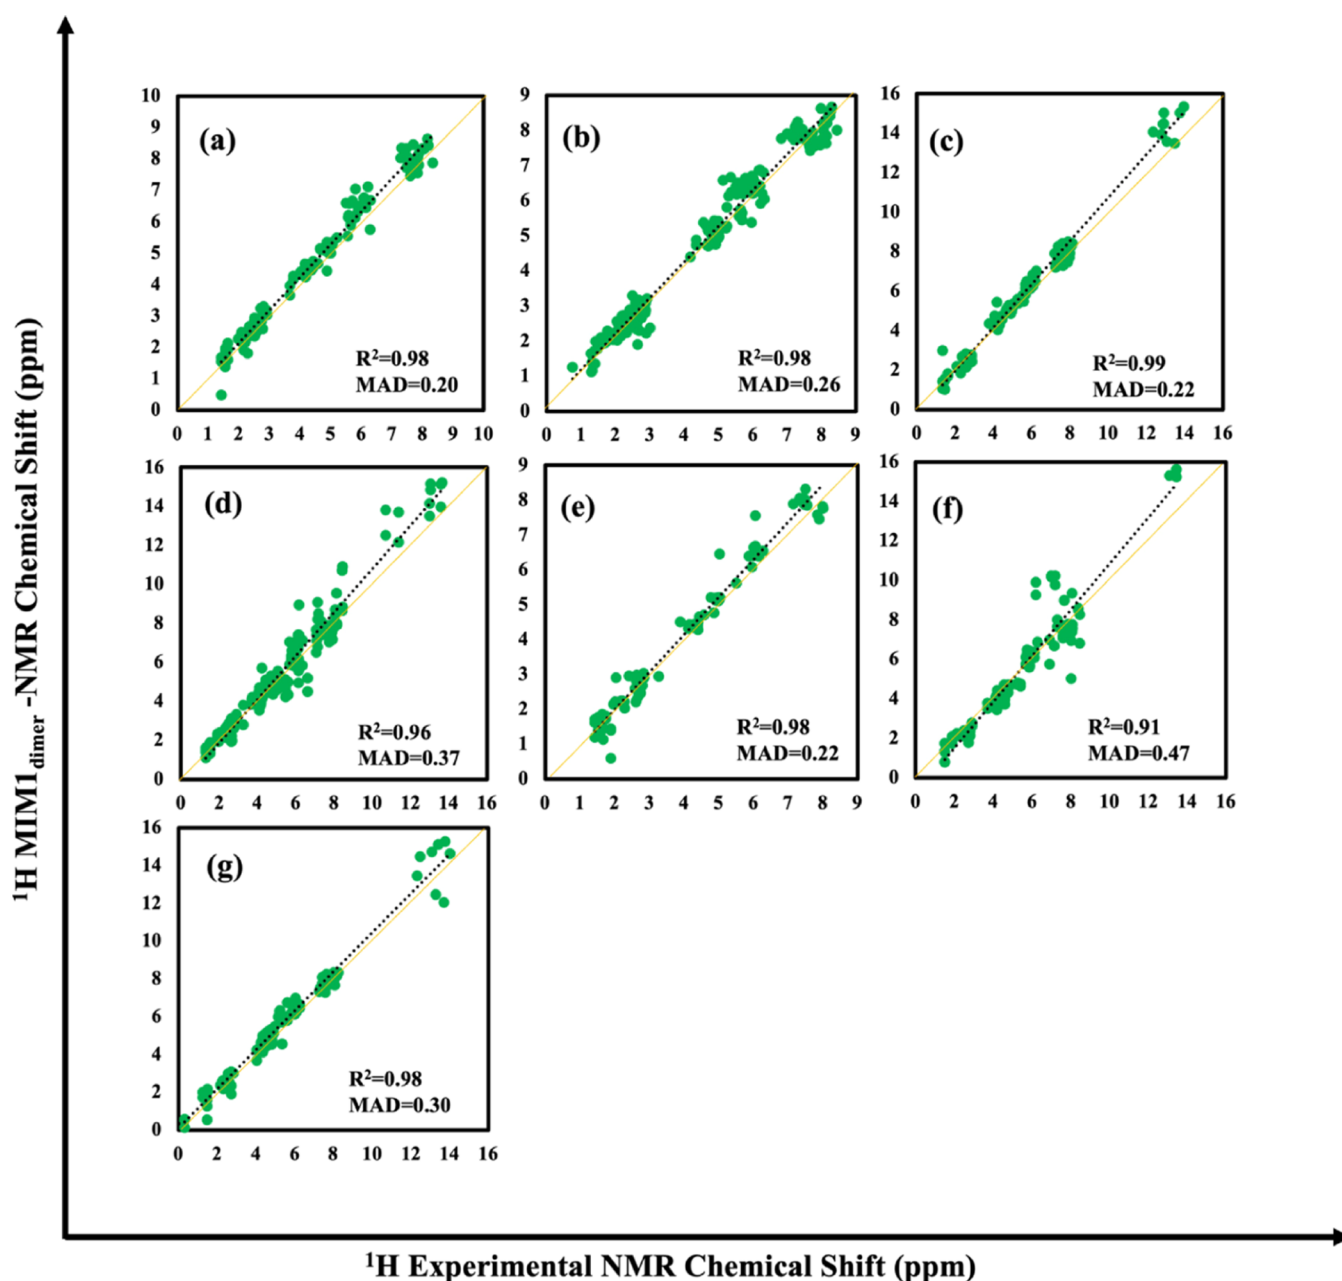 ¹H MIM1dimer -NMR Chemical Shift (ppm)
(a)
10
9
8
7
6
5
4
3
2
1
0
R²=0.98
MAD=0.20
0 1 2 3 4 5 6 7 8 9 10
(b)
9
8
7
6
5
4
3
2
1
0
R²=0.98
MAD=0.26
0 1 2 3 4 5 6 7 8 9
(c)
16
14
12
10
8
6
4
2
0
R²=0.99
MAD=0.22
0 2 4 6 8 10 12 14 16
(d)
16
14
12
10
8
6
4
2
0
R²=0.96
MAD=0.37
0 2 4 6 8 10 12 14 16
(e)
9
8
7
6
5
4
3
2
1
0
R²=0.98
MAD=0.22
0 1 2 3 4 5 6 7 8 9
(f)
16
14
12
10
8
6
4
2
0
R²=0.91
MAD=0.47
0 2 4 6 8 10 12 14 16
(g)
16
14
12
10
8
6
4
2
0
R²=0.98
MAD=0.30
0 2 4 6 8 10 12 14 16
¹H Experimental NMR Chemical Shift (ppm)